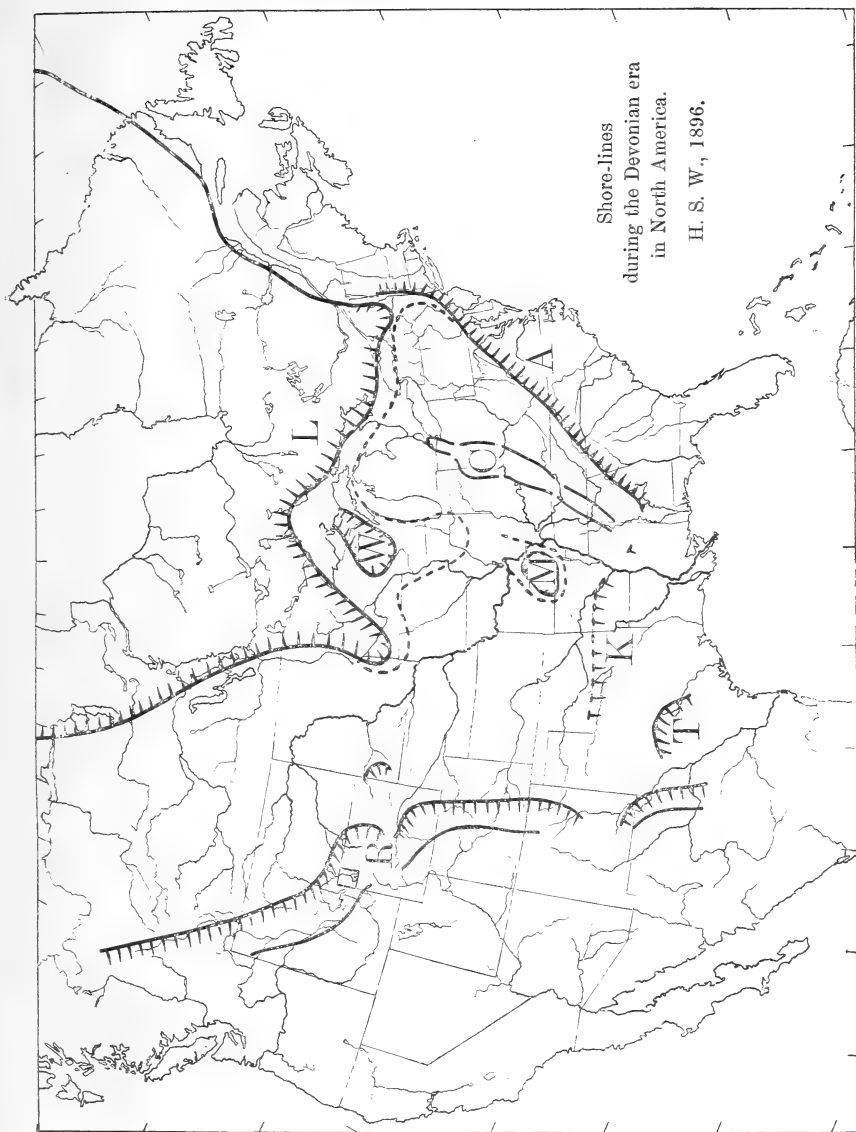 Shore-lines
during the Devonian era
in North America.
H. S. W., 1896.
L
A
W
C
M
K
T
R